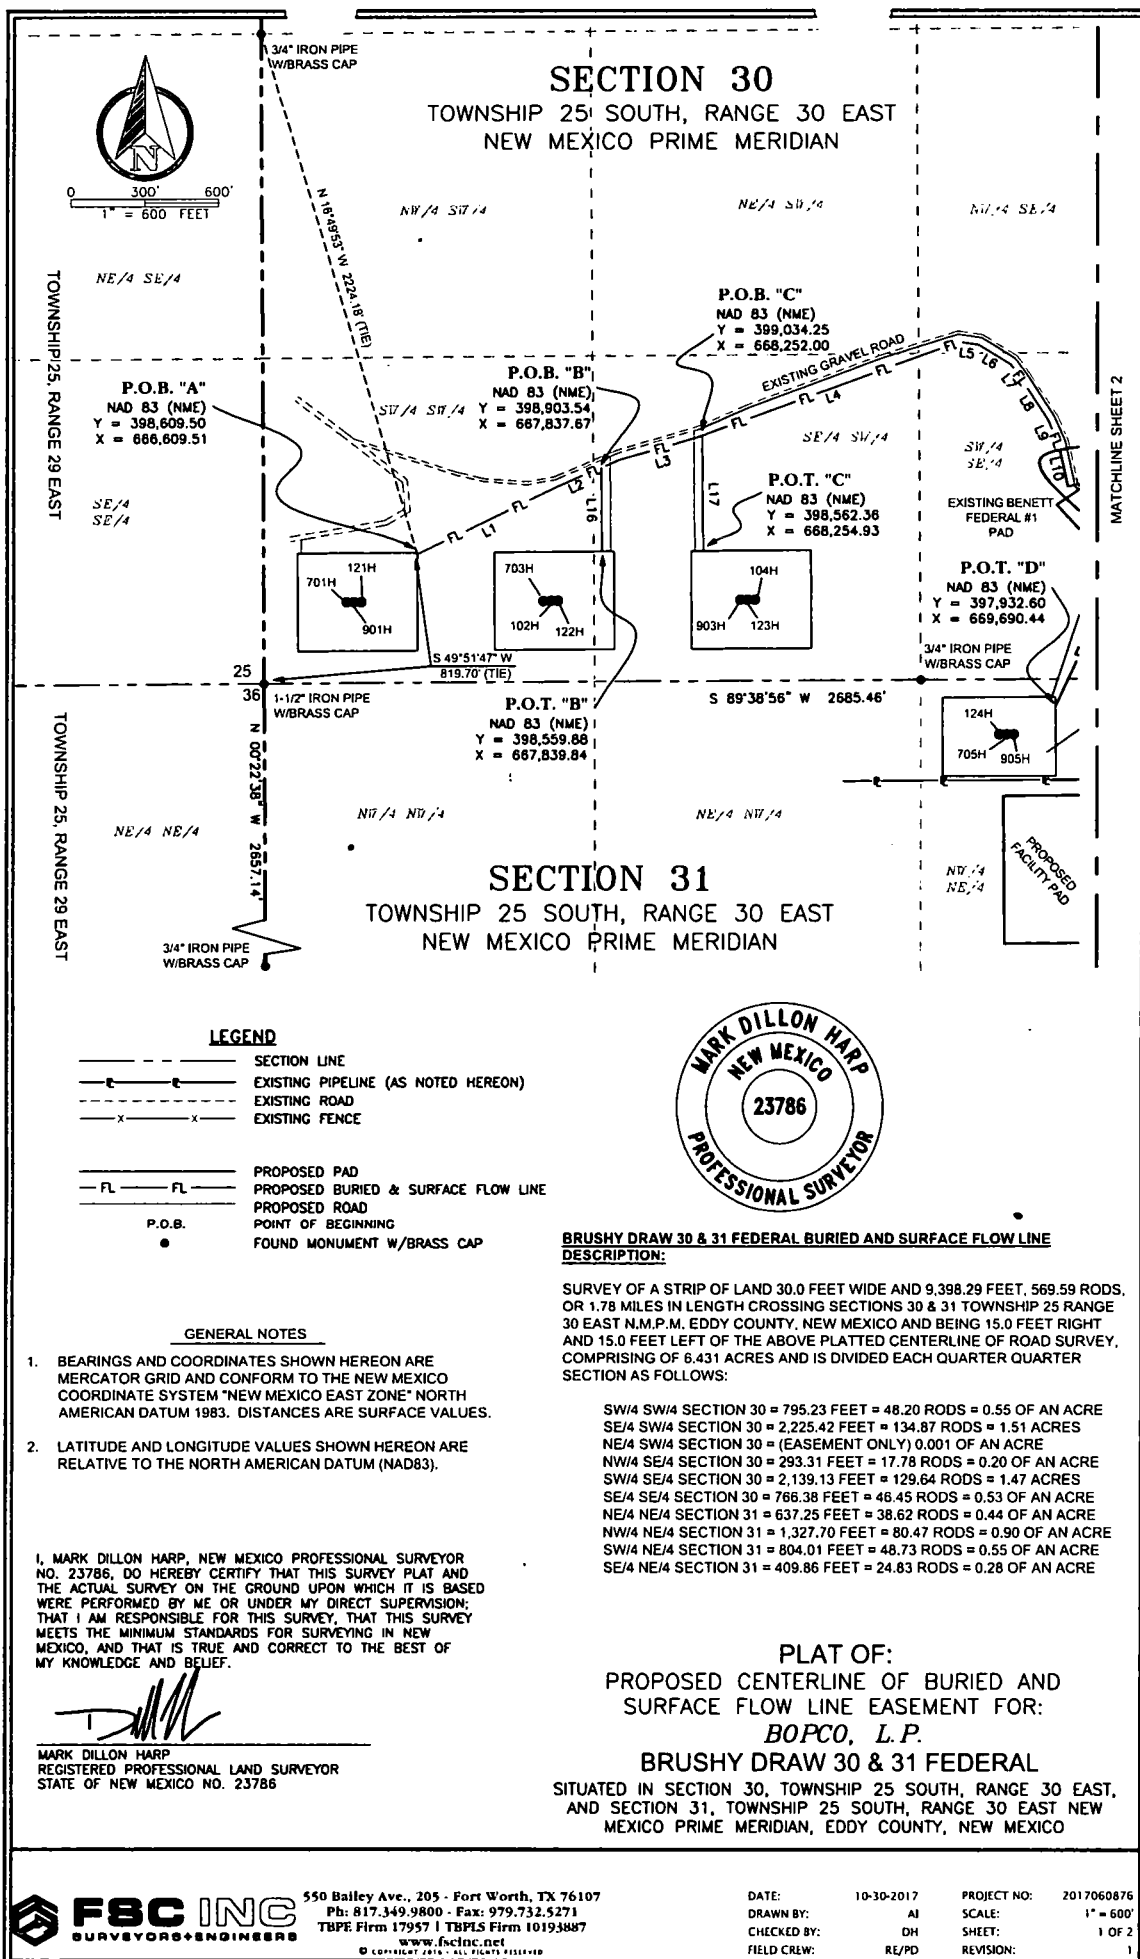 3/4" IRON PIPE
W/BRASS CAP
SECTION 30
TOWNSHIP 25 SOUTH, RANGE 30 EAST
NEW MEXICO PRIME MERIDIAN
N
0 300' 600'
1" = 600 FEET
N 16°49'53" W 2224.18' (TIE)
NW/4 SW/4
NE/4 SW/4
NW/4 SE/4
NE/4 SE/4
TOWNSHIP 25, RANGE 29 EAST
MATCHLINE SHEET 2
P.O.B. "C"
NAD 83 (NME)
Y = 399,034.25
X = 668,252.00
EXISTING GRAVEL ROAD
P.O.B. "A"
NAD 83 (NME)
Y = 398,609.50
X = 666,609.51
P.O.B. "B"
NAD 83 (NME)
Y = 398,903.54
X = 667,837.67
SW/4 SW/4
SE/4 SW/4
SW/4
SE/4
FL L1 FL L2 FL FL L3 FL FL L4 FL FL L5 L6 FL L7 L8 FL L9 L10
L16
L17
P.O.T. "C"
NAD 83 (NME)
Y = 398,562.36
X = 668,254.93
EXISTING BENETT
FEDERAL #1
PAD
SE/4
SE/4
P.O.T. "D"
NAD 83 (NME)
Y = 397,932.60
X = 669,690.44
121H
701H
901H
703H
102H
122H
104H
903H
123H
3/4" IRON PIPE
W/BRASS CAP
S 49°51'47" W
819.70' (TIE)
25
36
1-1/2" IRON PIPE
W/BRASS CAP
P.O.T. "B"
NAD 83 (NME)
Y = 398,559.88
X = 667,839.84
S 89°38'56" W 2685.46'
124H
705H
905H
TOWNSHIP 25, RANGE 29 EAST
N 00°22'38" W 2657.14'
NE/4 NE/4
NW/4 NW/4
NE/4 NW/4
NW/4
NE/4
PROPOSED
FACILITY PAD
SECTION 31
TOWNSHIP 25 SOUTH, RANGE 30 EAST
NEW MEXICO PRIME MERIDIAN
3/4" IRON PIPE
W/BRASS CAP
LEGEND
SECTION LINE
EXISTING PIPELINE (AS NOTED HEREON)
EXISTING ROAD
x x EXISTING FENCE
PROPOSED PAD
FL FL PROPOSED BURIED & SURFACE FLOW LINE
PROPOSED ROAD
P.O.B. POINT OF BEGINNING
FOUND MONUMENT W/BRASS CAP
MARK DILLON HARP
NEW MEXICO
23786
PROFESSIONAL SURVEYOR
BRUSHY DRAW 30 & 31 FEDERAL BURIED AND SURFACE FLOW LINE
DESCRIPTION:
SURVEY OF A STRIP OF LAND 30.0 FEET WIDE AND 9,398.29 FEET, 569.59 RODS,
OR 1.78 MILES IN LENGTH CROSSING SECTIONS 30 & 31 TOWNSHIP 25 RANGE
30 EAST N.M.P.M. EDDY COUNTY, NEW MEXICO AND BEING 15.0 FEET RIGHT
AND 15.0 FEET LEFT OF THE ABOVE PLATTED CENTERLINE OF ROAD SURVEY,
COMPRISING OF 6.431 ACRES AND IS DIVIDED EACH QUARTER QUARTER
SECTION AS FOLLOWS:
SW/4 SW/4 SECTION 30 = 795.23 FEET = 48.20 RODS = 0.55 OF AN ACRE
SE/4 SW/4 SECTION 30 = 2,225.42 FEET = 134.87 RODS = 1.51 ACRES
NE/4 SW/4 SECTION 30 = (EASEMENT ONLY) 0.001 OF AN ACRE
NW/4 SE/4 SECTION 30 = 293.31 FEET = 17.78 RODS = 0.20 OF AN ACRE
SW/4 SE/4 SECTION 30 = 2,139.13 FEET = 129.64 RODS = 1.47 ACRES
SE/4 SE/4 SECTION 30 = 766.38 FEET = 46.45 RODS = 0.53 OF AN ACRE
NE/4 NE/4 SECTION 31 = 637.25 FEET = 38.62 RODS = 0.44 OF AN ACRE
NW/4 NE/4 SECTION 31 = 1,327.70 FEET = 80.47 RODS = 0.90 OF AN ACRE
SW/4 NE/4 SECTION 31 = 804.01 FEET = 48.73 RODS = 0.55 OF AN ACRE
SE/4 NE/4 SECTION 31 = 409.86 FEET = 24.83 RODS = 0.28 OF AN ACRE
GENERAL NOTES
1. BEARINGS AND COORDINATES SHOWN HEREON ARE
MERCATOR GRID AND CONFORM TO THE NEW MEXICO
COORDINATE SYSTEM "NEW MEXICO EAST ZONE" NORTH
AMERICAN DATUM 1983. DISTANCES ARE SURFACE VALUES.
2. LATITUDE AND LONGITUDE VALUES SHOWN HEREON ARE
RELATIVE TO THE NORTH AMERICAN DATUM (NAD83).
I, MARK DILLON HARP, NEW MEXICO PROFESSIONAL SURVEYOR
NO. 23786, DO HEREBY CERTIFY THAT THIS SURVEY PLAT AND
THE ACTUAL SURVEY ON THE GROUND UPON WHICH IT IS BASED
WERE PERFORMED BY ME OR UNDER MY DIRECT SUPERVISION;
THAT I AM RESPONSIBLE FOR THIS SURVEY, THAT THIS SURVEY
MEETS THE MINIMUM STANDARDS FOR SURVEYING IN NEW
MEXICO, AND THAT IS TRUE AND CORRECT TO THE BEST OF
MY KNOWLEDGE AND BELIEF.
MARK DILLON HARP
REGISTERED PROFESSIONAL LAND SURVEYOR
STATE OF NEW MEXICO NO. 23786
PLAT OF:
PROPOSED CENTERLINE OF BURIED AND
SURFACE FLOW LINE EASEMENT FOR:
BOPCO, L.P.
BRUSHY DRAW 30 & 31 FEDERAL
SITUATED IN SECTION 30, TOWNSHIP 25 SOUTH, RANGE 30 EAST,
AND SECTION 31, TOWNSHIP 25 SOUTH, RANGE 30 EAST NEW
MEXICO PRIME MERIDIAN, EDDY COUNTY, NEW MEXICO
FSC INC
SURVEYORS+ENGINEERS
550 Bailey Ave., 205 - Fort Worth, TX 76107
Ph: 817.349.9800 - Fax: 979.732.5271
TBPE Firm 17957 | TBPLS Firm 10193887
www.fscinc.net
© COPYRIGHT 2016 - ALL RIGHTS RESERVED
DATE: 10-30-2017 PROJECT NO: 2017060876
DRAWN BY: AI SCALE: 1" = 600'
CHECKED BY: DH SHEET: 1 OF 2
FIELD CREW: RE/PD REVISION: 1